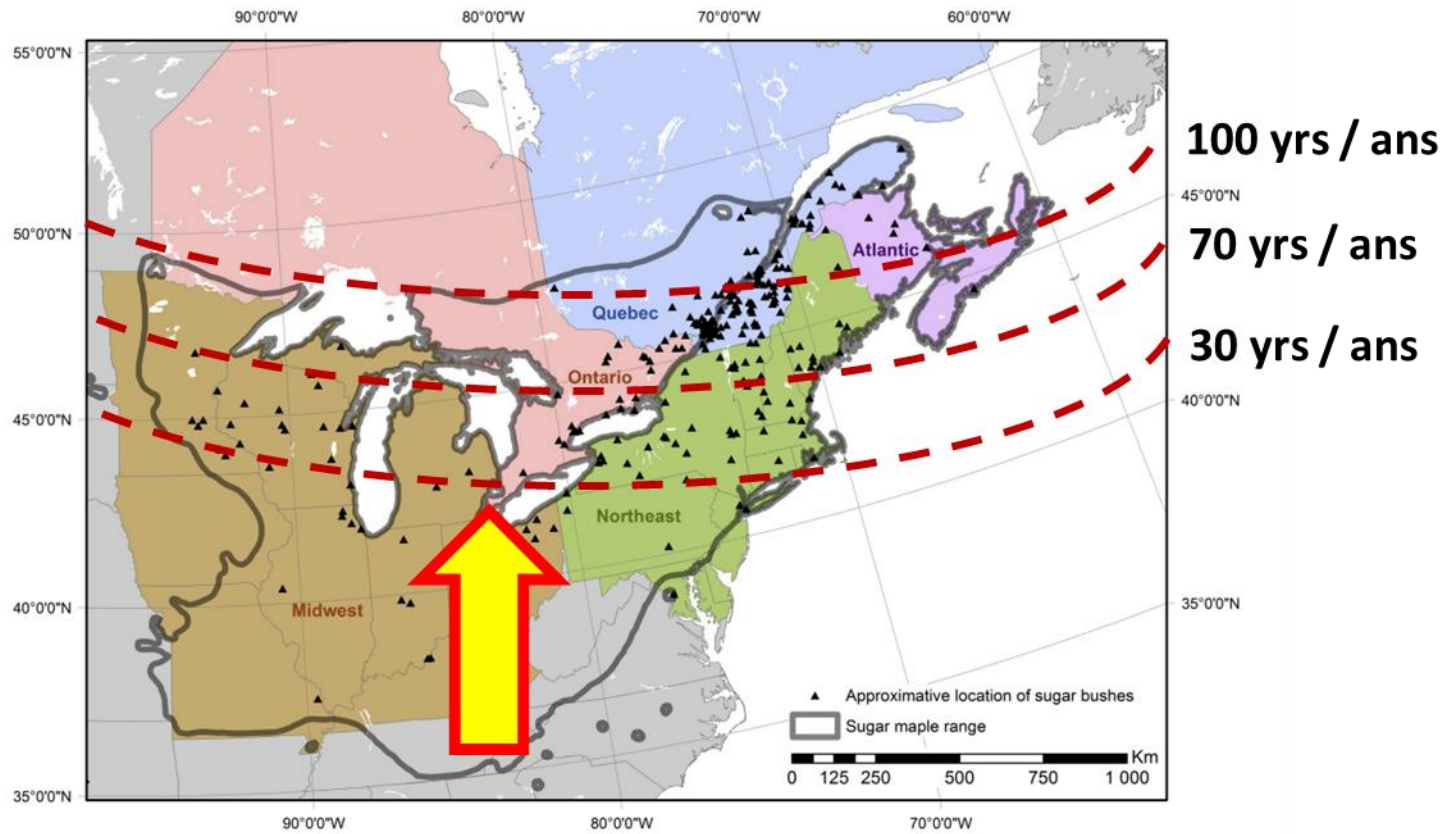 90°0'0"W
80°0'0"W
70°0'0"W
60°0'0"W
55°0'0"N
100 yrs / ans
45°0'0"N
50°0'0"N
70 yrs / ans
Atlantic
Quebec
30 yrs / ans
Ontario
40°0'0"N
45°0'0"N
Northeast
40°0'0"N
Midwest
35°0'0"N
Approximative location of sugar bushes
Sugar maple range
Km
0 125 250 500 750 1 000
35°0'0"N
90°0'0"W
80°0'0"W
70°0'0"W